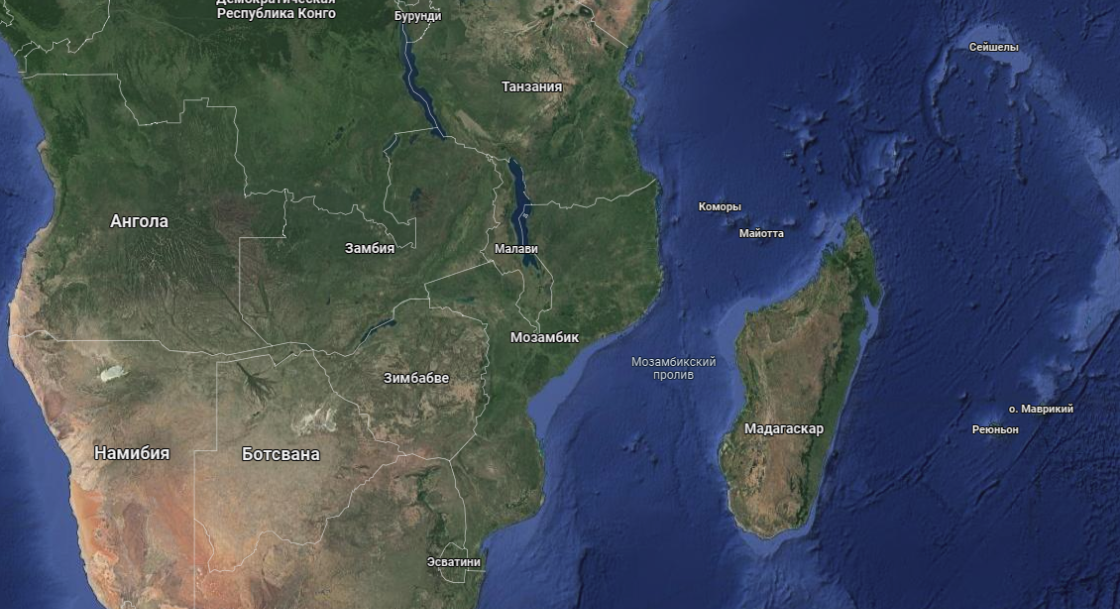 Демократическая
Республика Конго
Бурунди
Сейшелы
Танзания
Коморы
Ангола
Майотта
Замбия
Малави
Мозамбик
Мозамбикский
пролив
Зимбабве
о. Маврикий
Мадагаскар
Реюньон
Намибия
Ботсвана
Эсватини